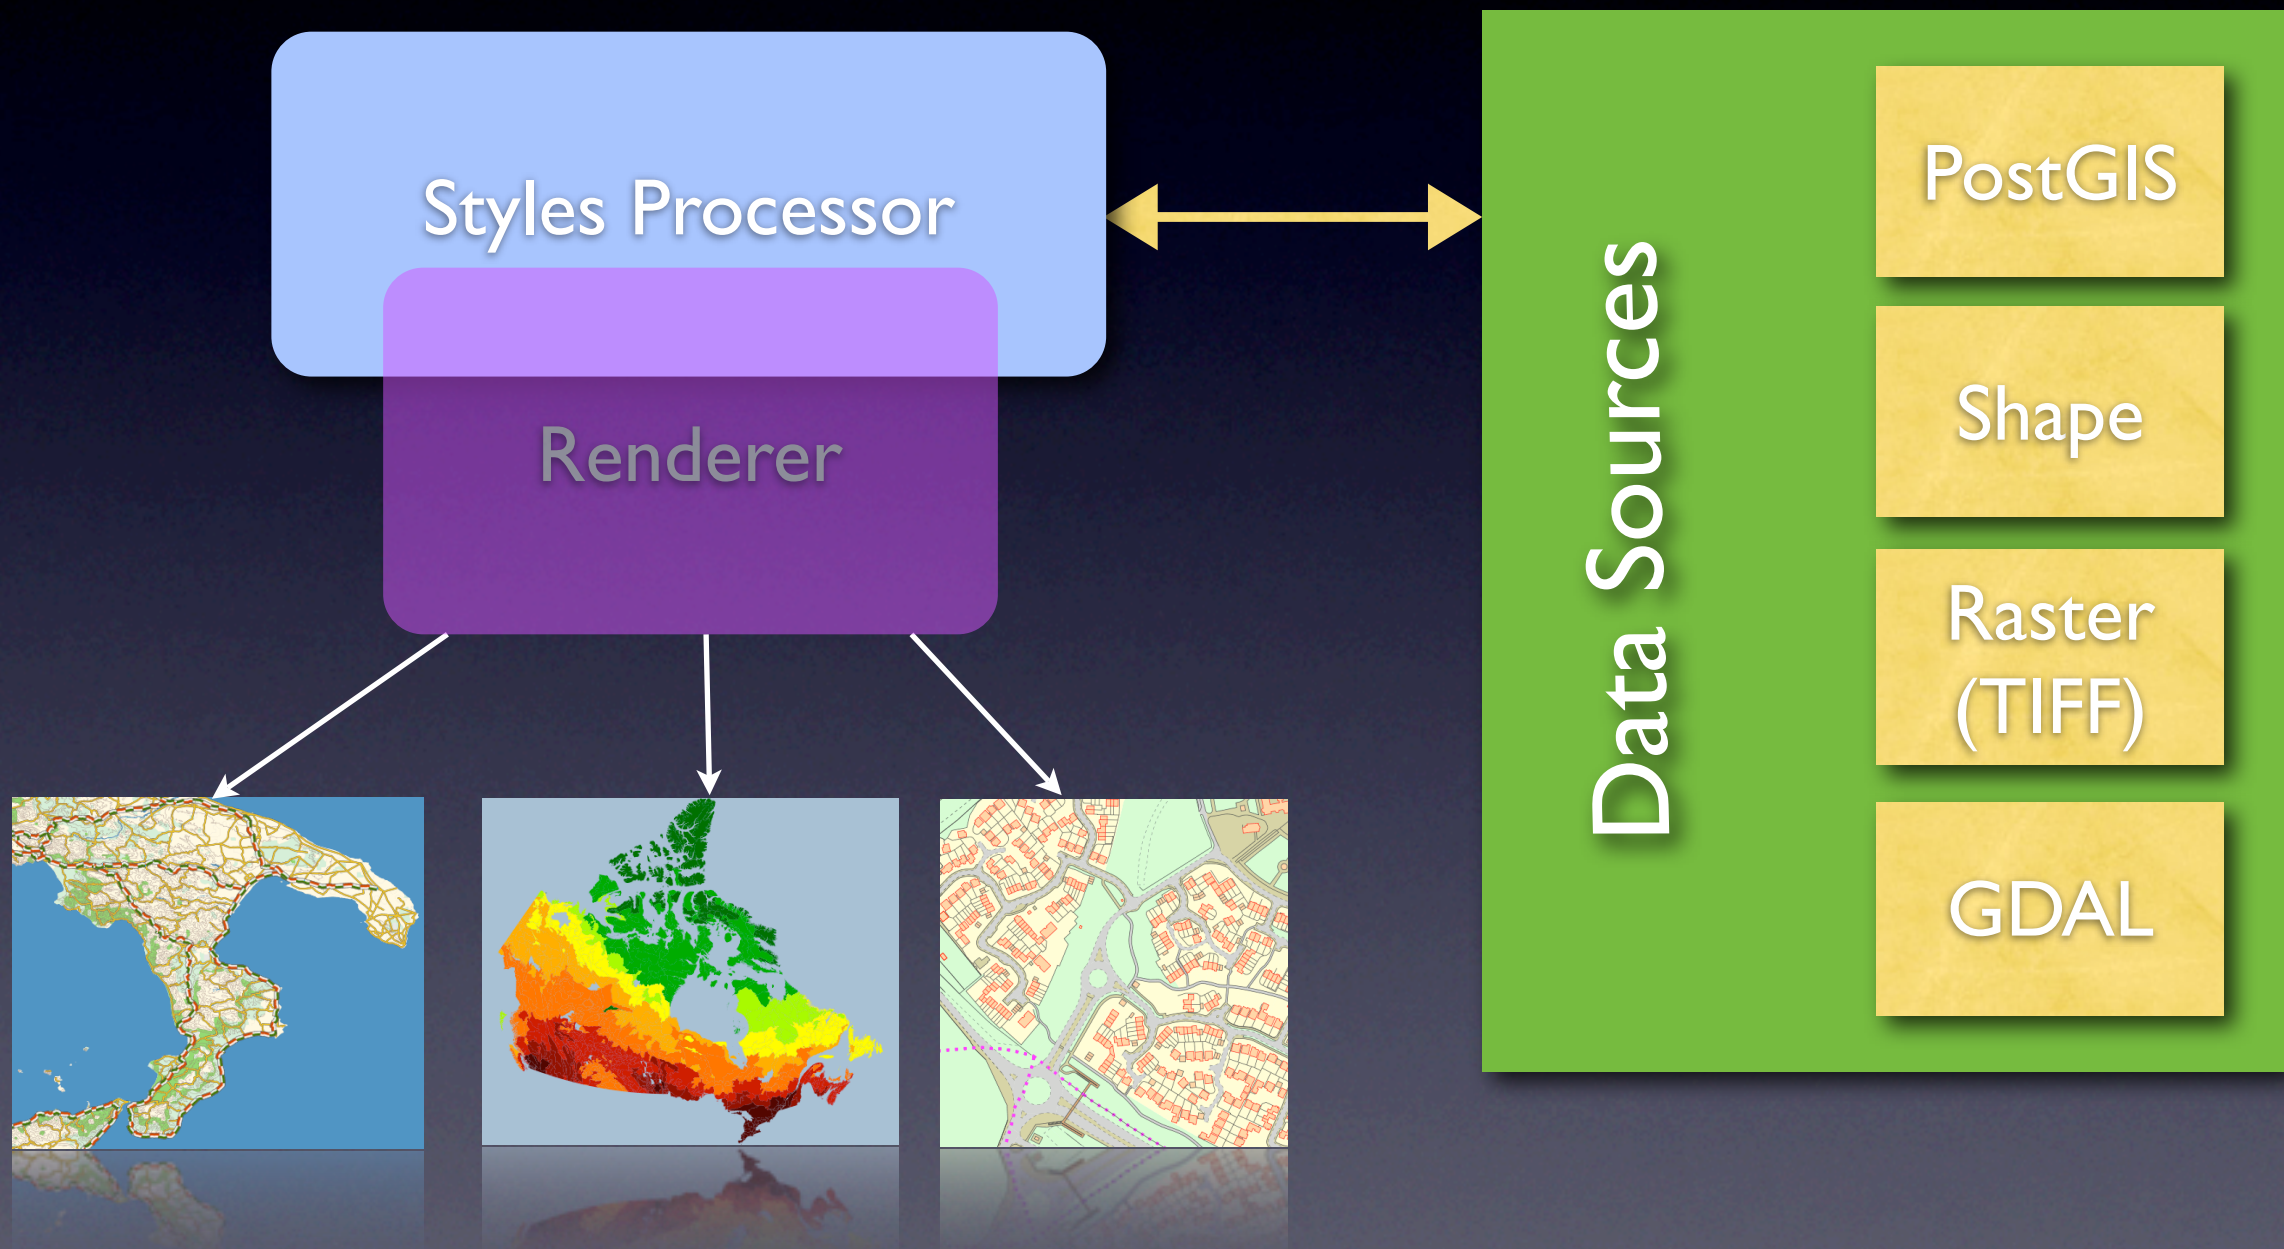 Styles Processor
Renderer
Data Sources
PostGIS
Shape
Raster
(TIFF)
GDAL